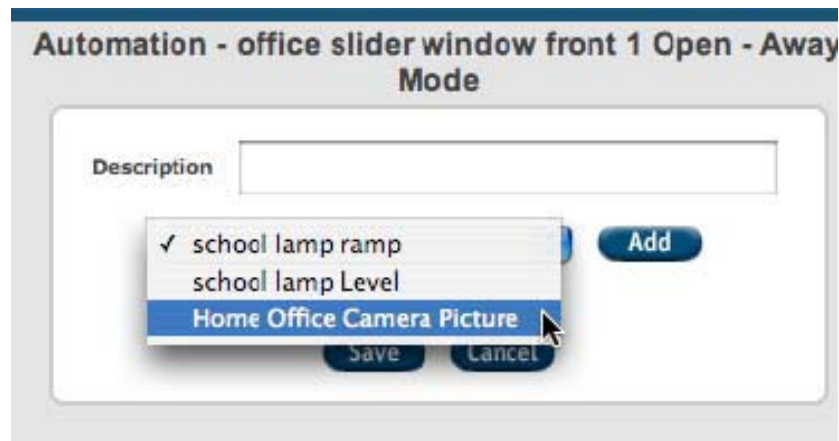 Automation - office slider window front 1 Open - Away
Mode
Description
✓ school lamp ramp
Add
school lamp Level
Home Office Camera Picture
Save Cancel